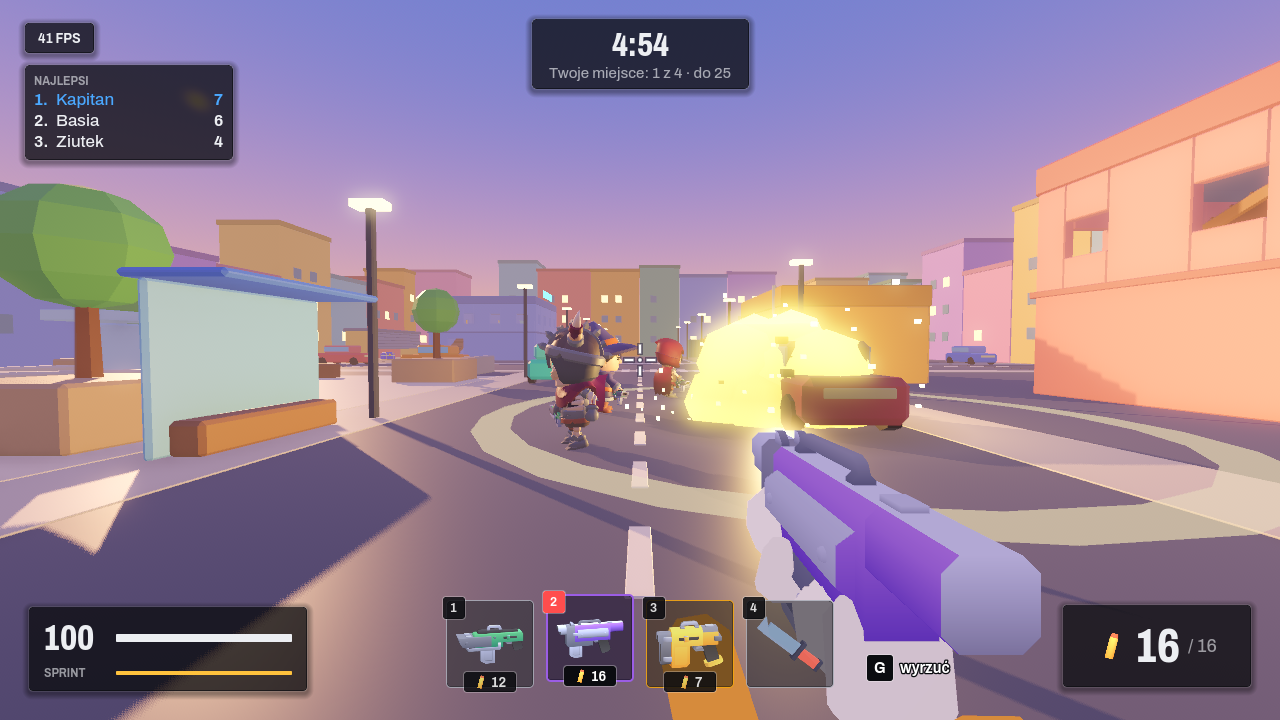 41 FPS
4:54
Twoje miejsce: 1 z 4 · do 25
NAJLEPSI
1. Kapitan 7
2. Basia 6
3. Ziutek 4
100
SPRINT
1
12
2
16
3
7
4
G wyrzuć
16 / 16